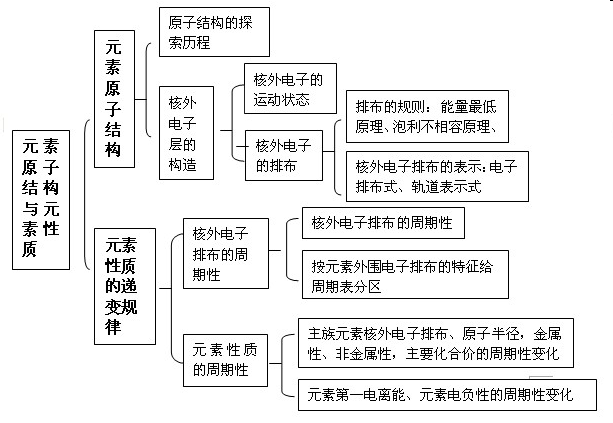 元素
原子
结构
与元
素性
质
元
素
原
子
结
构
原子结构的探
索历程
核外
电子
层的
构造
核外电子的
运动状态
核外电子
的排布
排布的规则：能量最低
原理、泡利不相容原理、
核外电子排布的表示：电子
排布式、轨道表示式
元素
性质
的递
变规
律
核外电子
排布的周
期性
核外电子排布的周期性
按元素外围电子排布的特征给
周期表分区
元素性质
的周期性
主族元素核外电子排布、原子半径，金属
性、非金属性，主要化合价的周期性变化
元素第一电离能、元素电负性的周期性变化